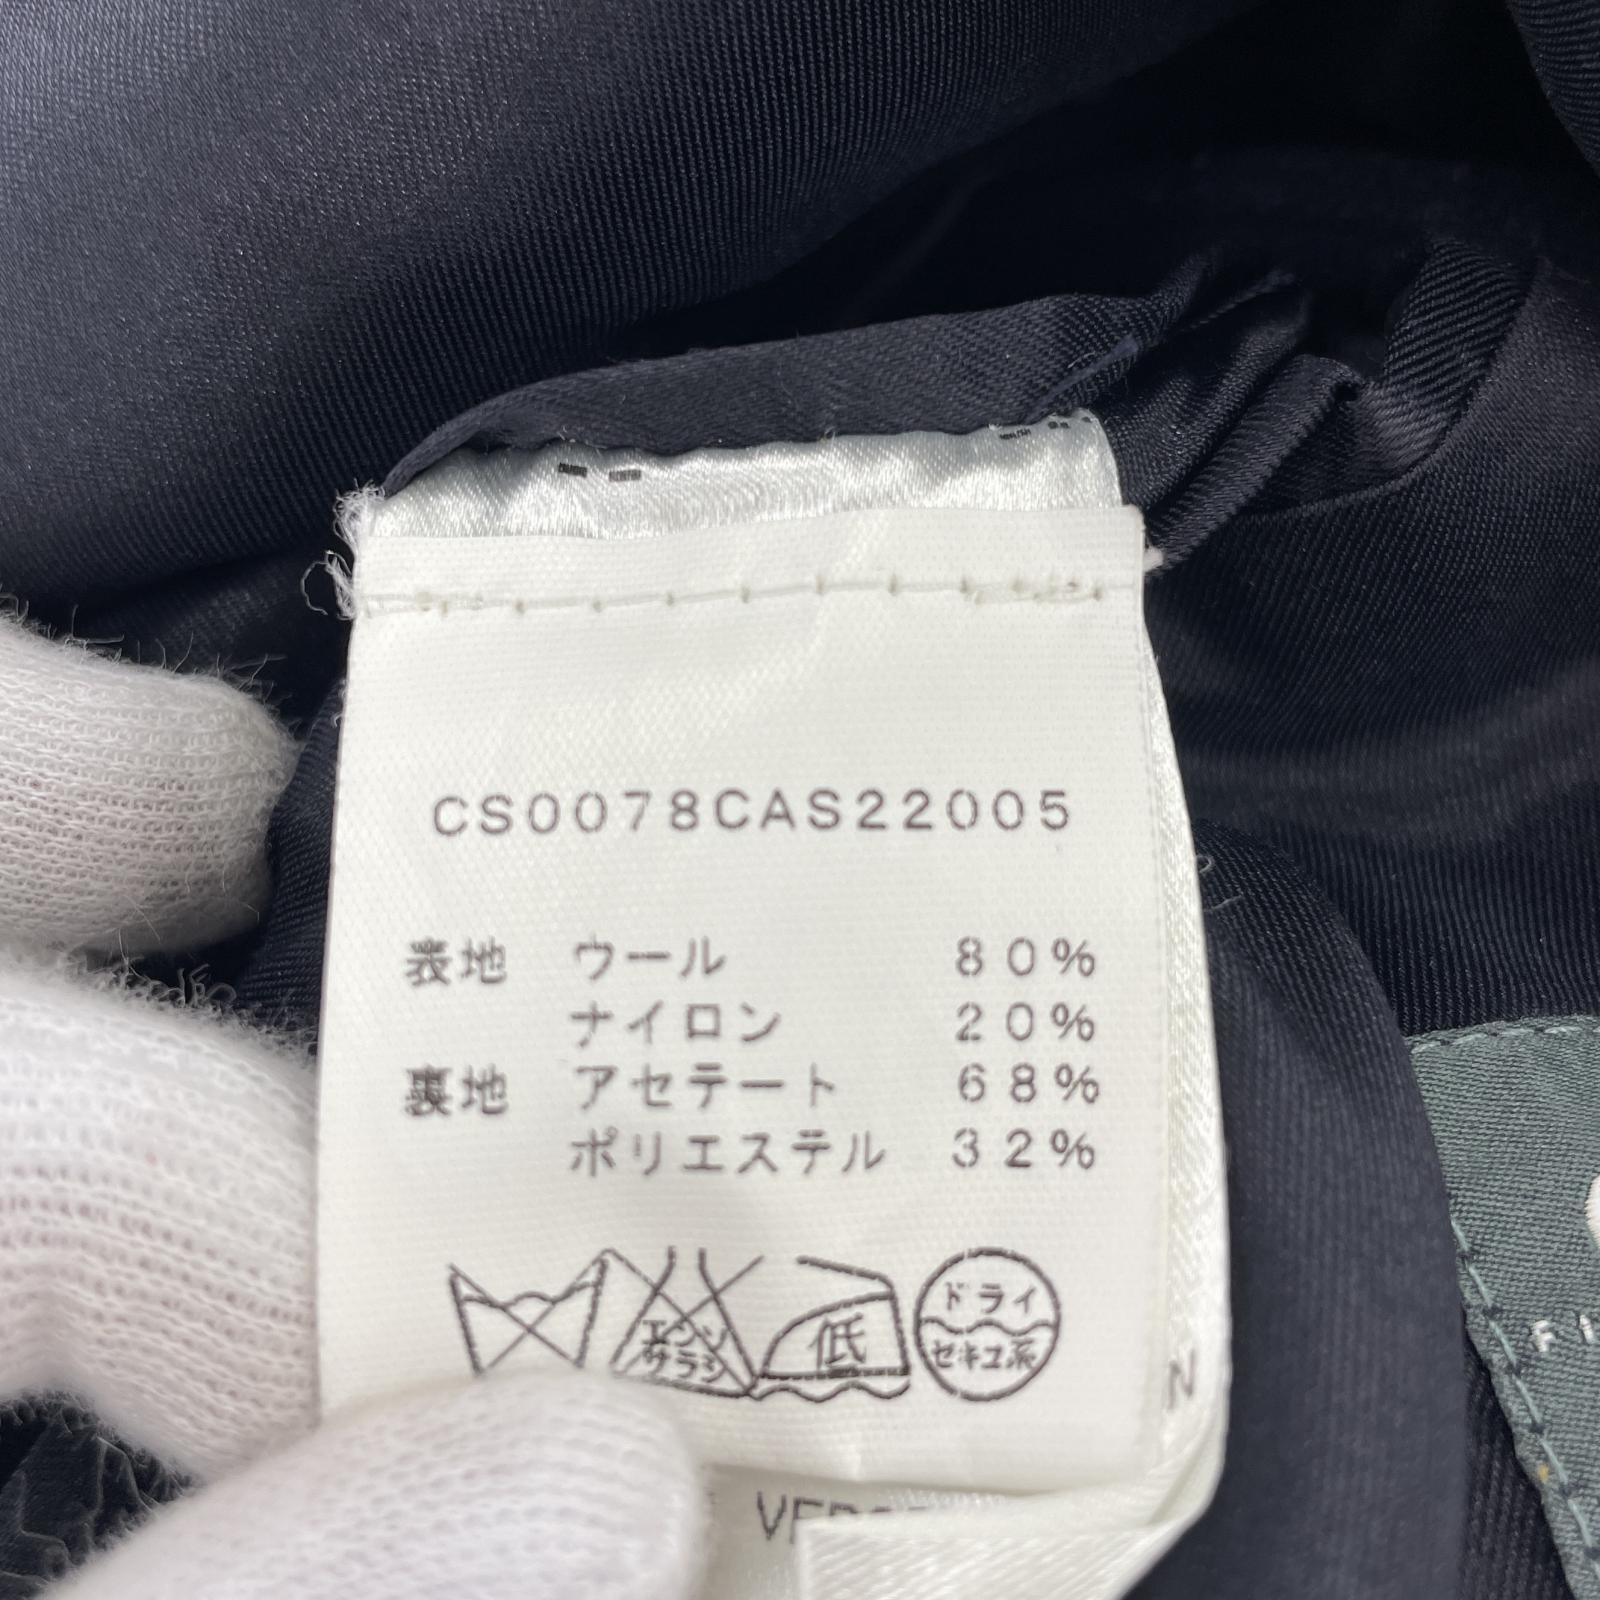 CS0078CAS22005
表地 ウール 80%
ナイロン 20%
裏地 アセテート 68%
ポリエステル 32%
エンソ
サラシ
低
ドライ
セキユ系
N
FI